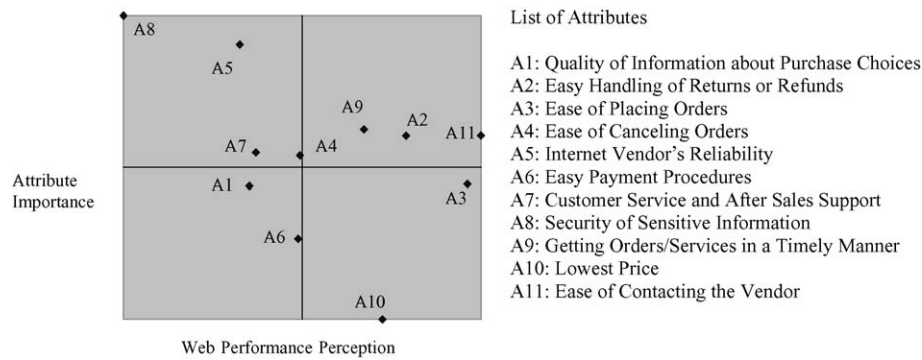 List of Attributes
A8
A5
A9
A2
A11
A7
A4
A1
A3
A6
A10
Attribute
Importance
Web Performance Perception
A1: Quality of Information about Purchase Choices
A2: Easy Handling of Returns or Refunds
A3: Ease of Placing Orders
A4: Ease of Canceling Orders
A5: Internet Vendor's Reliability
A6: Easy Payment Procedures
A7: Customer Service and After Sales Support
A8: Security of Sensitive Information
A9: Getting Orders/Services in a Timely Manner
A10: Lowest Price
A11: Ease of Contacting the Vendor